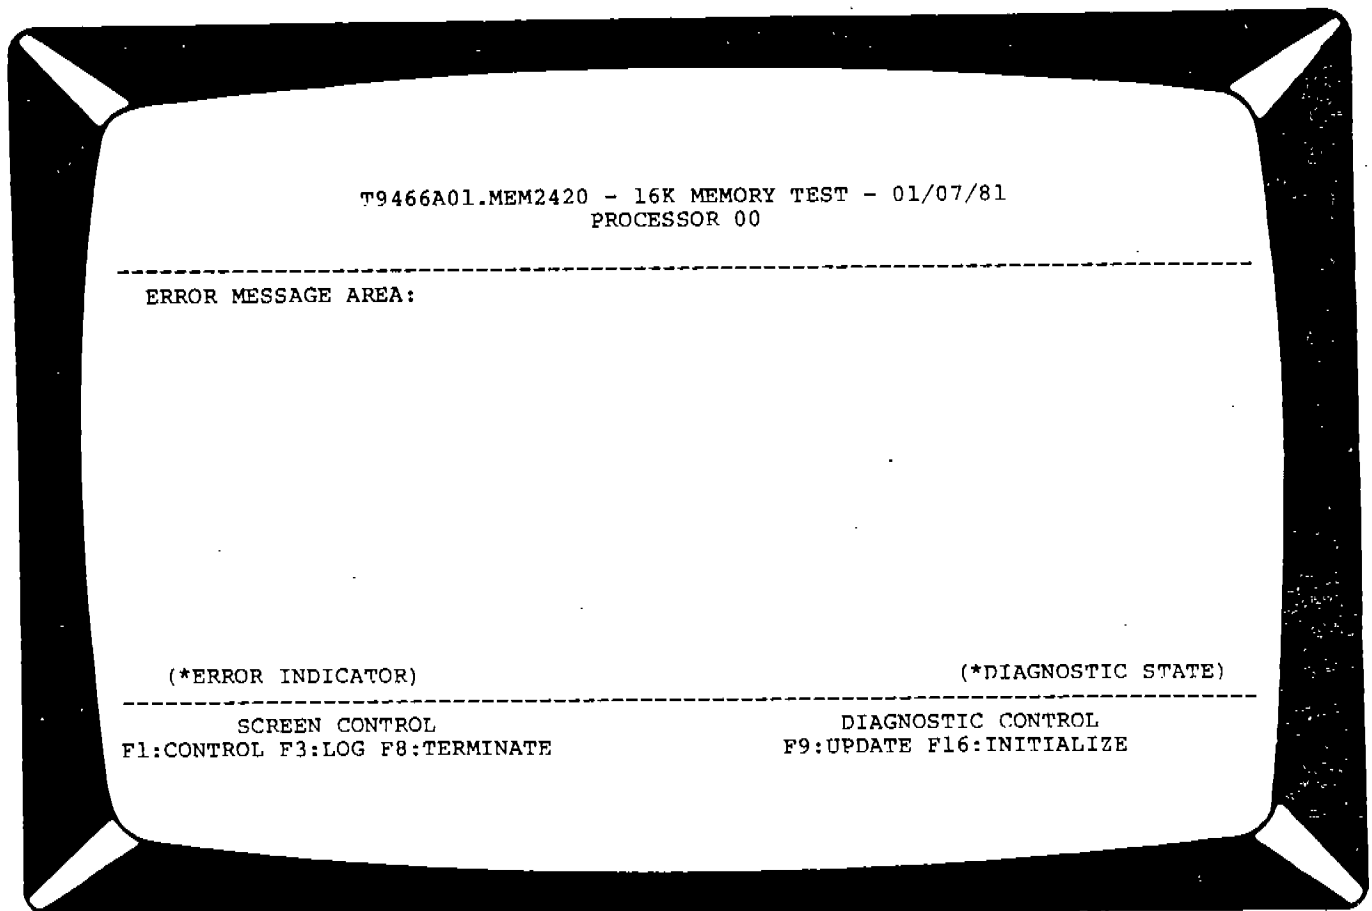 T9466A01.MEM2420 - 16K MEMORY TEST - 01/07/81
PROCESSOR 00
ERROR MESSAGE AREA:
(*ERROR INDICATOR) (*DIAGNOSTIC STATE)
SCREEN CONTROL DIAGNOSTIC CONTROL
F1:CONTROL F3:LOG F8:TERMINATE F9:UPDATE F16:INITIALIZE